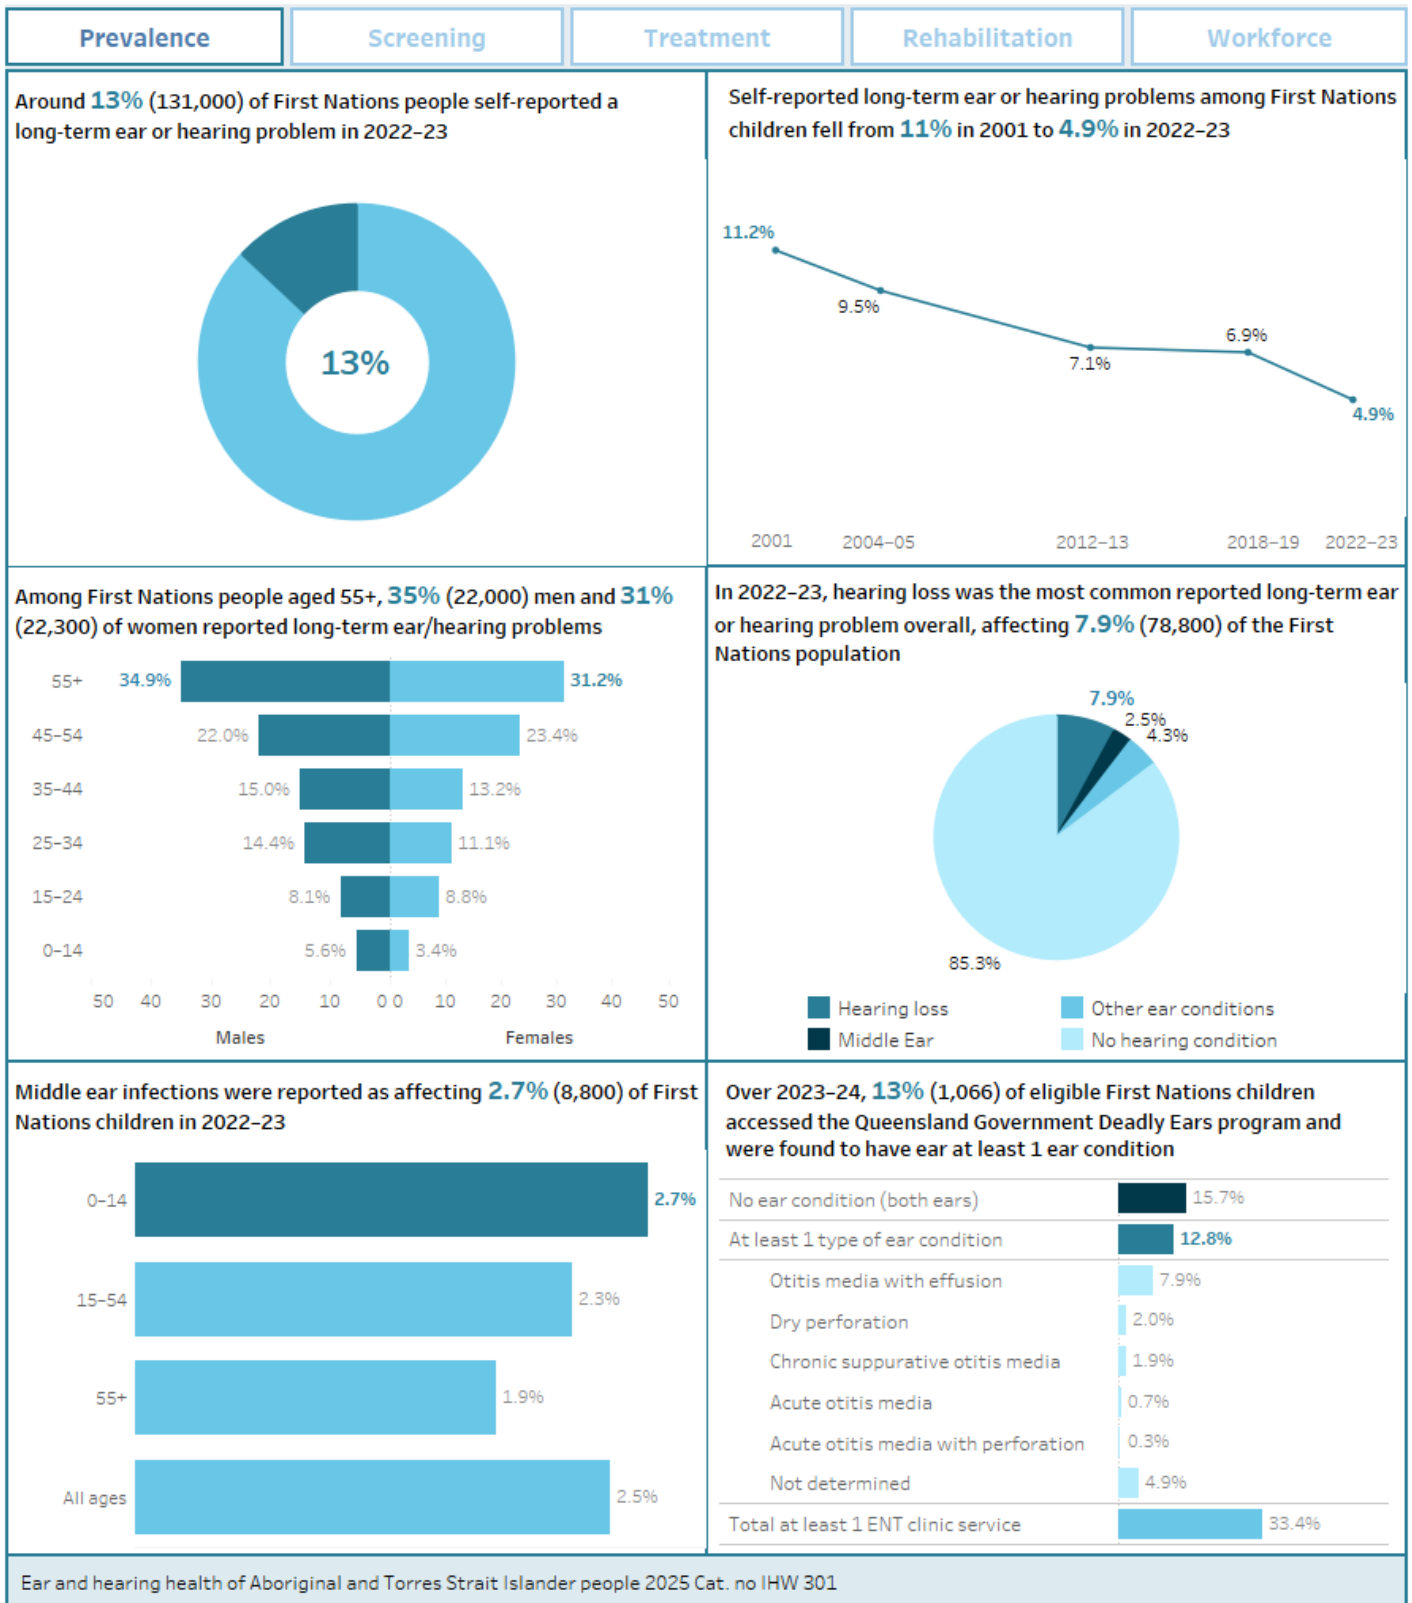 Prevalence
Screening
Treatment
Rehabilitation
Workforce
Around 13% (131,000) of First Nations people self-reported a
long-term ear or hearing problem in 2022–23
13%
Self-reported long-term ear or hearing problems among First Nations
children fell from 11% in 2001 to 4.9% in 2022–23
11.2%
9.5%
7.1%
6.9%
4.9%
2001 2004–05 2012–13 2018–19 2022–23
Among First Nations people aged 55+, 35% (22,000) men and 31%
(22,300) of women reported long-term ear/hearing problems
55+ 34.9% 31.2%
45–54 22.0% 23.4%
35–44 15.0% 13.2%
25–34 14.4% 11.1%
15–24 8.1% 8.8%
0–14 5.6% 3.4%
50 40 30 20 10 0 0 10 20 30 40 50
Males Females
In 2022–23, hearing loss was the most common reported long-term ear
or hearing problem overall, affecting 7.9% (78,800) of the First
Nations population
7.9%
2.5%
4.3%
85.3%
Hearing loss Other ear conditions
Middle Ear No hearing condition
Middle ear infections were reported as affecting 2.7% (8,800) of First
Nations children in 2022–23
0–14 2.7%
15–54 2.3%
55+ 1.9%
All ages 2.5%
Over 2023–24, 13% (1,066) of eligible First Nations children
accessed the Queensland Government Deadly Ears program and
were found to have ear at least 1 ear condition
No ear condition (both ears) 15.7%
At least 1 type of ear condition 12.8%
Otitis media with effusion 7.9%
Dry perforation 2.0%
Chronic suppurative otitis media 1.9%
Acute otitis media 0.7%
Acute otitis media with perforation 0.3%
Not determined 4.9%
Total at least 1 ENT clinic service 33.4%
Ear and hearing health of Aboriginal and Torres Strait Islander people 2025 Cat. no IHW 301